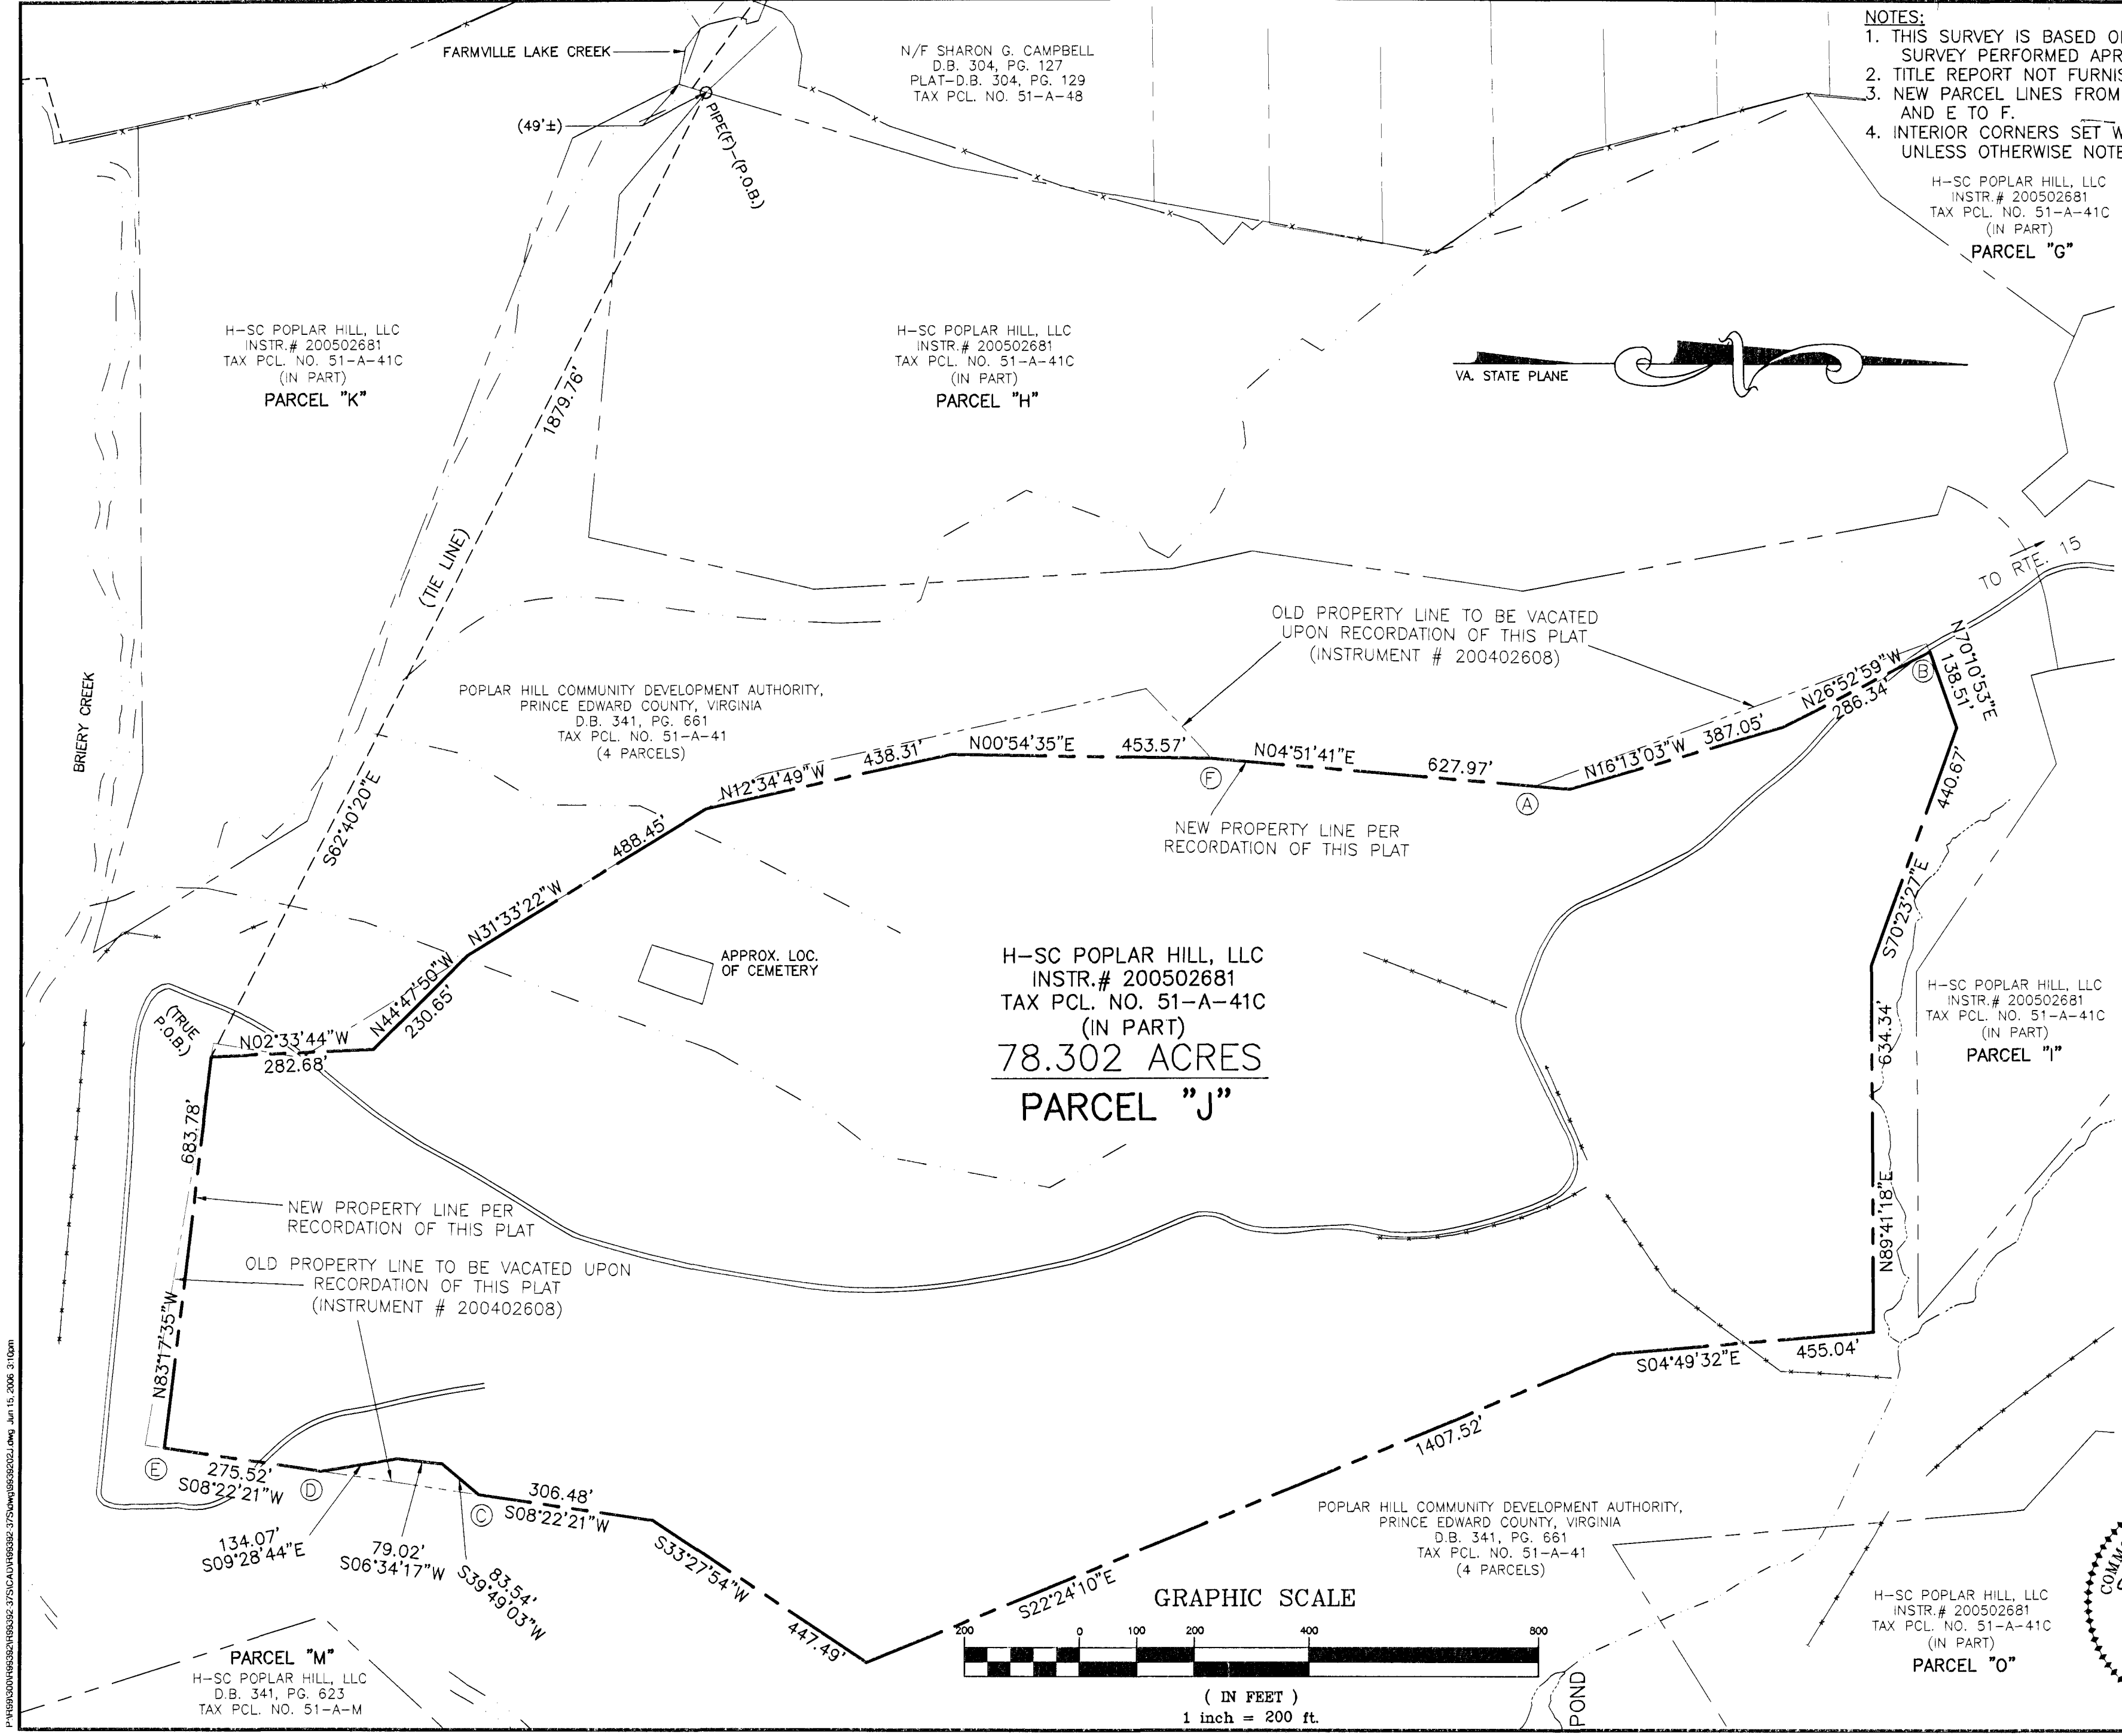 NOTES:
1. THIS SURVEY IS BASED
SURVEY PERFORMED
2. TITLE REPORT NOT
3. NEW PARCEL LINES FROM
AND E TO F.
4. INTERIOR CORNERS SET
UNLESS OTHERWISE
FARMVILLE LAKE CREEK
(49'±)
PIPE(F)-(P.O.B.)
N/F SHARON G. CAMPBELL
D.B. 304, PG. 127
PLAT-D.B. 304, PG. 129
TAX PCL. NO. 51-A-48
H-SC POPLAR HILL, LLC
INSTR.# 200502681
TAX PCL. NO. 51-A-41C
(IN PART)
PARCEL "G"
H-SC POPLAR HILL, LLC
INSTR.# 200502681
TAX PCL. NO. 51-A-41C
(IN PART)
PARCEL "K"
H-SC POPLAR HILL, LLC
INSTR.# 200502681
TAX PCL. NO. 51-A-41C
(IN PART)
PARCEL "H"
VA. STATE PLANE
1879.76'
(TIE LINE)
S62°40'20"E
BRIERY CREEK
TO RTE. 15
OLD PROPERTY LINE TO BE VACATED
UPON RECORDATION OF THIS PLAT
(INSTRUMENT # 200402608)
POPLAR HILL COMMUNITY DEVELOPMENT AUTHORITY,
PRINCE EDWARD COUNTY, VIRGINIA
D.B. 341, PG. 661
TAX PCL. NO. 51-A-41
(4 PARCELS)
N70°10'53"E
138.51'
B
N26°52'59"W
286.34'
N16°13'03"W
387.05'
A
N04°51'41"E
627.97'
F
N00°54'35"E
453.57'
N12°34'49"W
438.31'
NEW PROPERTY LINE PER
RECORDATION OF THIS PLAT
440.67'
S70°23'27"E
488.45'
N31°33'22"W
N44°47'50"W
230.65'
N02°33'44"W
282.68'
(TRUE
P.O.B.)
APPROX. LOC.
OF CEMETERY
H-SC POPLAR HILL, LLC
INSTR.# 200502681
TAX PCL. NO. 51-A-41C
(IN PART)
78.302 ACRES
PARCEL "J"
H-SC POPLAR HILL, LLC
INSTR.# 200502681
TAX PCL. NO. 51-A-41C
(IN PART)
PARCEL "I"
634.34'
N89°41'18"E
683.78'
N83°17'35"W
NEW PROPERTY LINE PER
RECORDATION OF THIS PLAT
OLD PROPERTY LINE TO BE VACATED UPON
RECORDATION OF THIS PLAT
(INSTRUMENT # 200402608)
S04°49'32"E
455.04'
1407.52'
S22°24'10"E
E
275.52'
S08°22'21"W
D
134.07'
S09°28'44"E
79.02'
S06°34'17"W
83.54'
S39°49'03"W
C
306.48'
S08°22'21"W
S33°27'54"W
447.49'
POPLAR HILL COMMUNITY DEVELOPMENT AUTHORITY,
PRINCE EDWARD COUNTY, VIRGINIA
D.B. 341, PG. 661
TAX PCL. NO. 51-A-41
(4 PARCELS)
GRAPHIC SCALE
200 0 100 200 400 800
( IN FEET )
1 inch = 200 ft.
POND
PARCEL "M"
H-SC POPLAR HILL, LLC
D.B. 341, PG. 623
TAX PCL. NO. 51-A-M
H-SC POPLAR HILL, LLC
INSTR.# 200502681
TAX PCL. NO. 51-A-41C
(IN PART)
PARCEL "O"
Jun 15, 2006 3:10pm